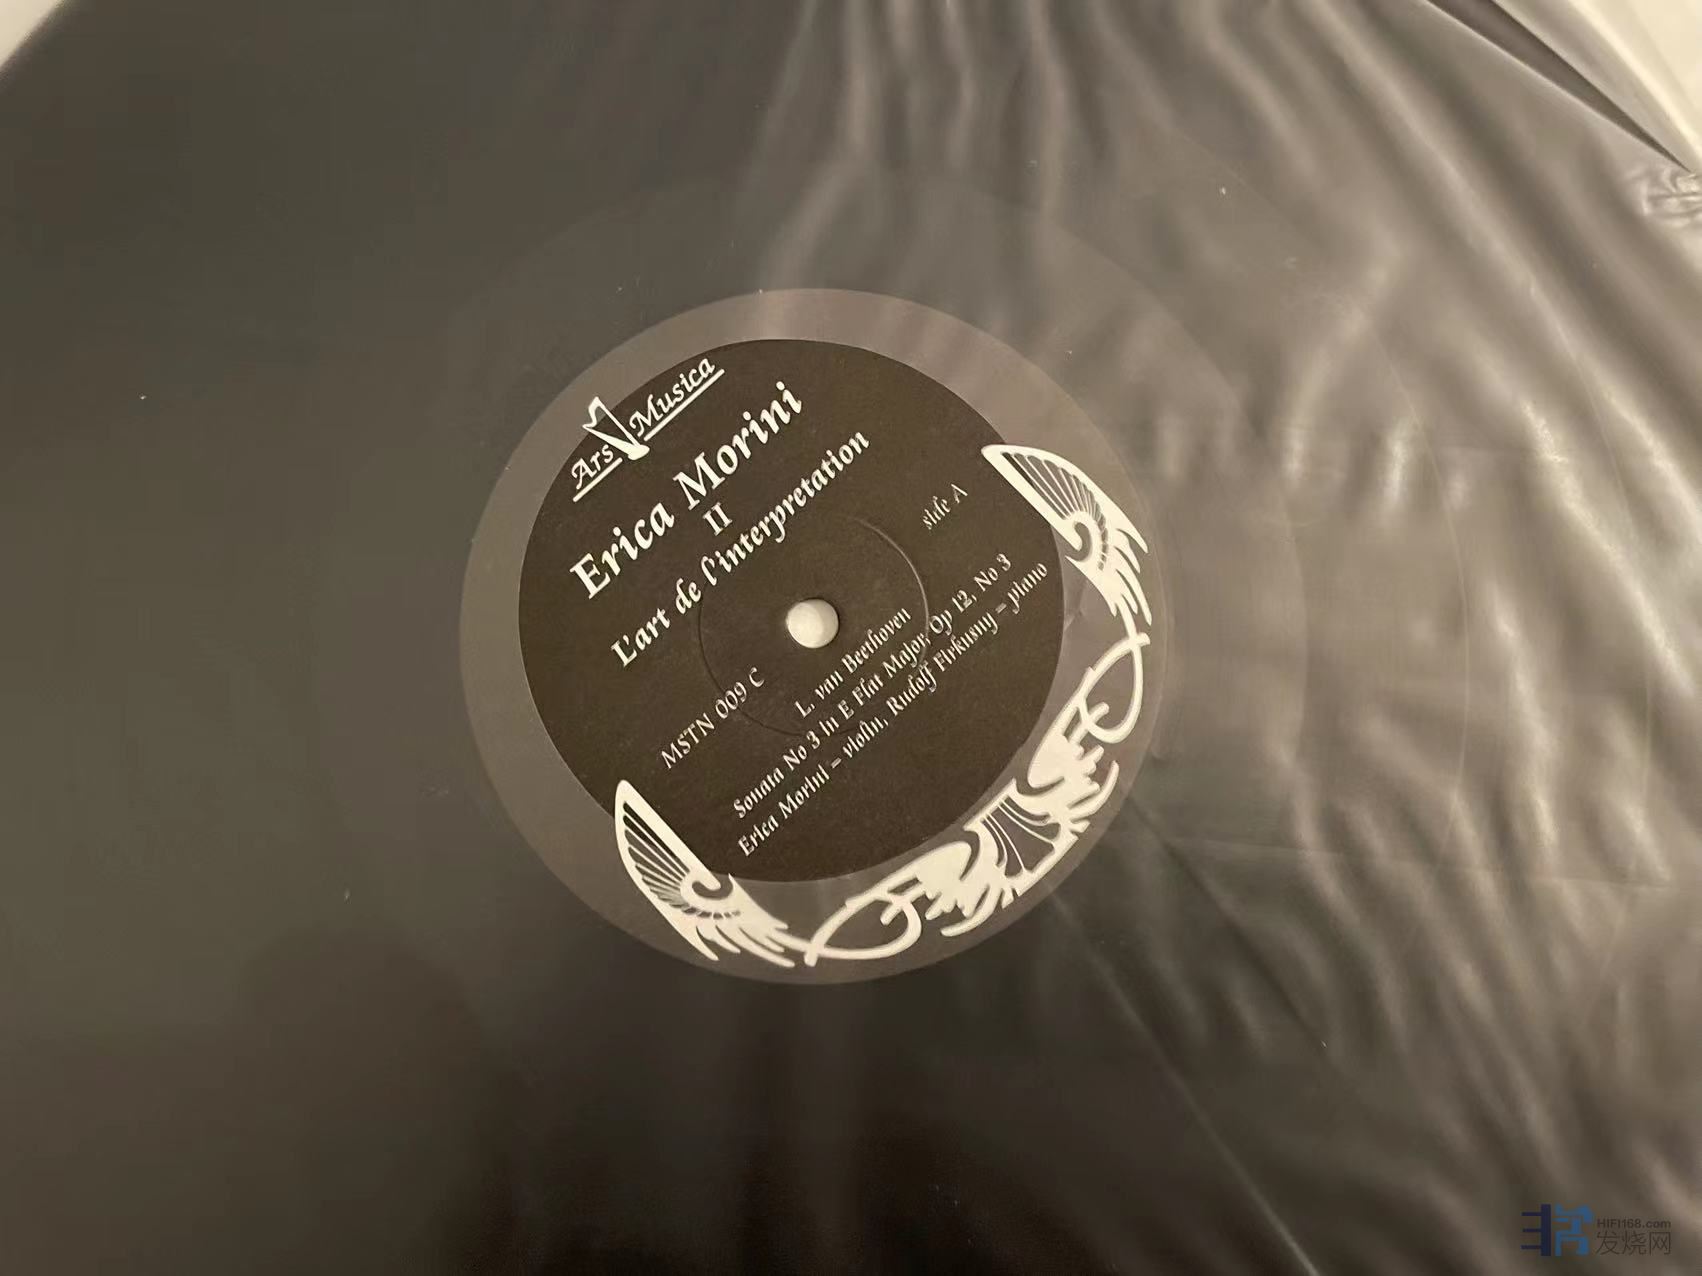 Ars Musica
Erica Morini
II
L'art de l'interpretation
side A
MSTN 009 C
L. van Beethoven
Sonata No 3 in E Flat Major, Op 12, No 3
Erica Morini – violin, Rudolf Firkusny – piano
HIFI168.com
发烧网